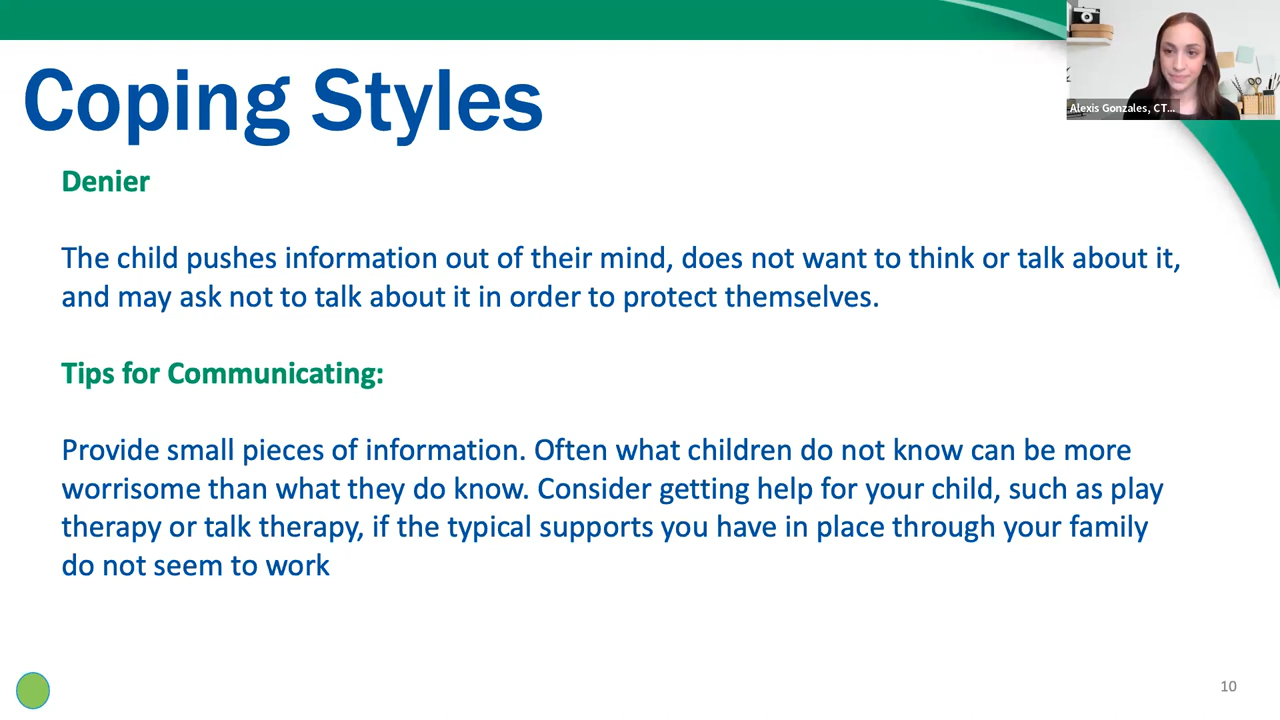 Coping Styles
Alexis Gonzales, CT...
Denier
The child pushes information out of their mind, does not want to think or talk about it,
and may ask not to talk about it in order to protect themselves.
Tips for Communicating:
Provide small pieces of information. Often what children do not know can be more
worrisome than what they do know. Consider getting help for your child, such as play
therapy or talk therapy, if the typical supports you have in place through your family
do not seem to work
10